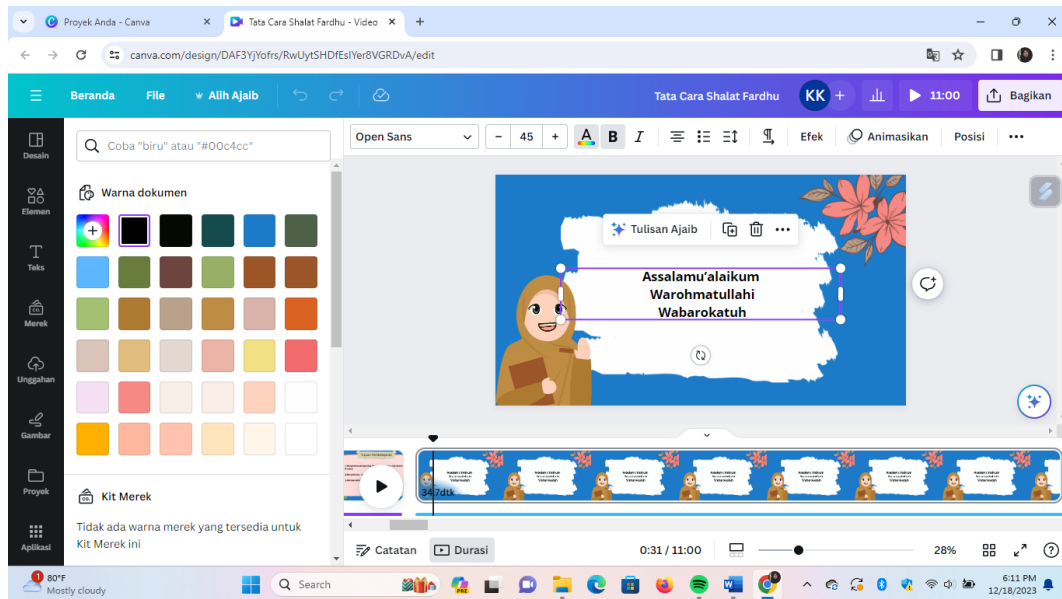 Proyek Anda - Canva
Tata Cara Shalat Fardhu - Video
canva.com/design/DAF3YjYofrs/RwUytSHDfEslYer8VGRDvA/edit
Beranda
File
Alih Ajaib
Tata Cara Shalat Fardhu
KK
11:00
Bagikan
Desain
Elemen
Teks
Merek
Unggahan
Gambar
Proyek
Aplikasi
Coba "biru" atau "#00c4cc"
Warna dokumen
Kit Merek
Tidak ada warna merek yang tersedia untuk
Kit Merek ini
Open Sans
- 45 +
A B I
Efek
Animasikan
Posisi
Tulisan Ajaib
Assalamu'alaikum
Warohmatullahi
Wabarokatuh
34.7dtk
Catatan
Durasi
0:31 / 11:00
28%
1
80°F
Mostly cloudy
Search
PRE
6:11 PM
12/18/2023